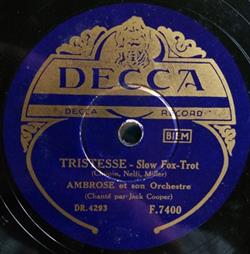 DECCA
DECCA RECORD
BIEM
TRISTESSE - Slow Fox-Trot
(Chopin, Nelfi, Miller)
AMBROSE et son Orchestre
(Chanté par Jack Cooper)
DR.4293 F.7400